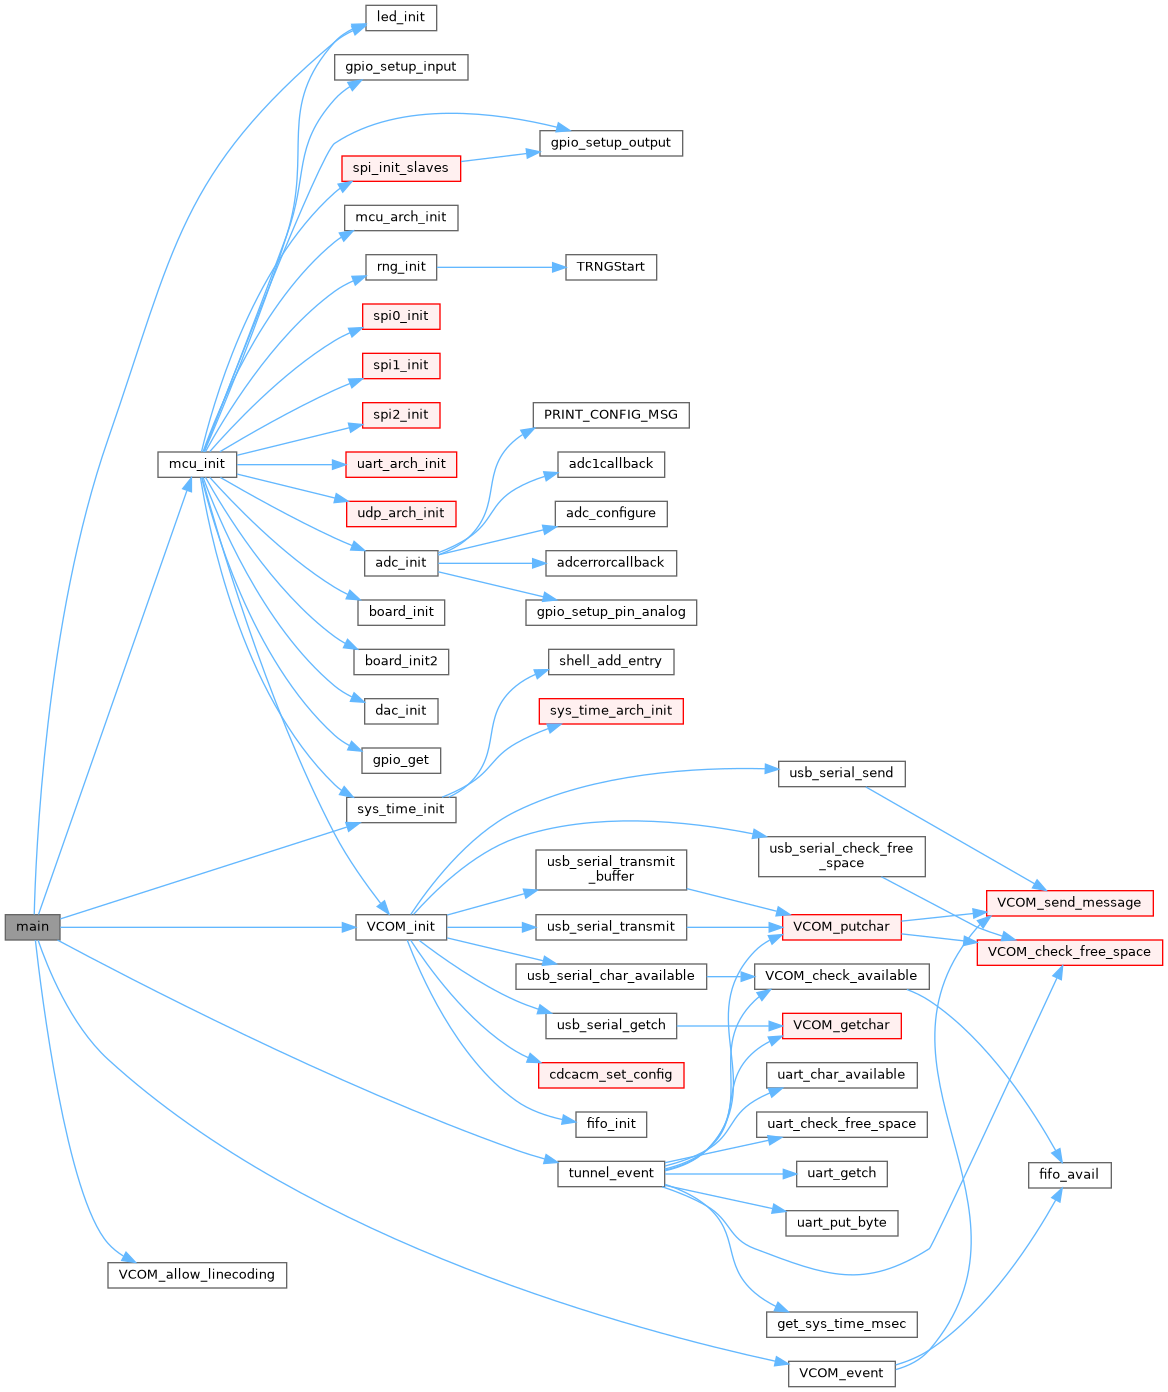 led_init
gpio_setup_input
gpio_setup_output
spi_init_slaves
mcu_arch_init
rng_init
TRNGStart
spi0_init
spi1_init
spi2_init
PRINT_CONFIG_MSG
mcu_init
uart_arch_init
adc1callback
udp_arch_init
adc_configure
adc_init
adcerrorcallback
board_init
gpio_setup_pin_analog
board_init2
shell_add_entry
dac_init
sys_time_arch_init
gpio_get
usb_serial_send
sys_time_init
usb_serial_check_free
_space
usb_serial_transmit
_buffer
VCOM_send_message
main
VCOM_init
usb_serial_transmit
VCOM_putchar
VCOM_check_free_space
usb_serial_char_available
VCOM_check_available
usb_serial_getch
VCOM_getchar
cdcacm_set_config
uart_char_available
fifo_init
uart_check_free_space
tunnel_event
uart_getch
fifo_avail
uart_put_byte
VCOM_allow_linecoding
get_sys_time_msec
VCOM_event